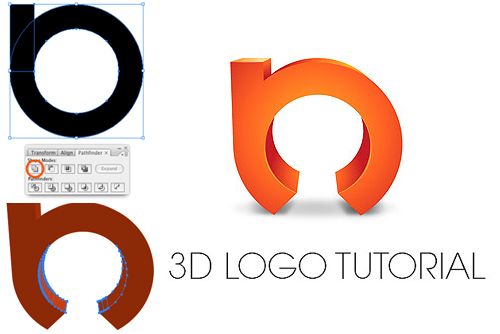 Transform Align Pathfinder ×
Shape Modes:
Expand
Pathfinders:
3D LOGO TUTORIAL